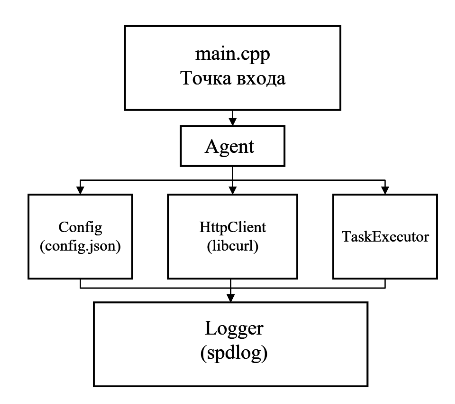 main.cpp
Точка входа
Agent
Config
(config.json)
HttpClient
(libcurl)
TaskExecutor
Logger
(spdlog)